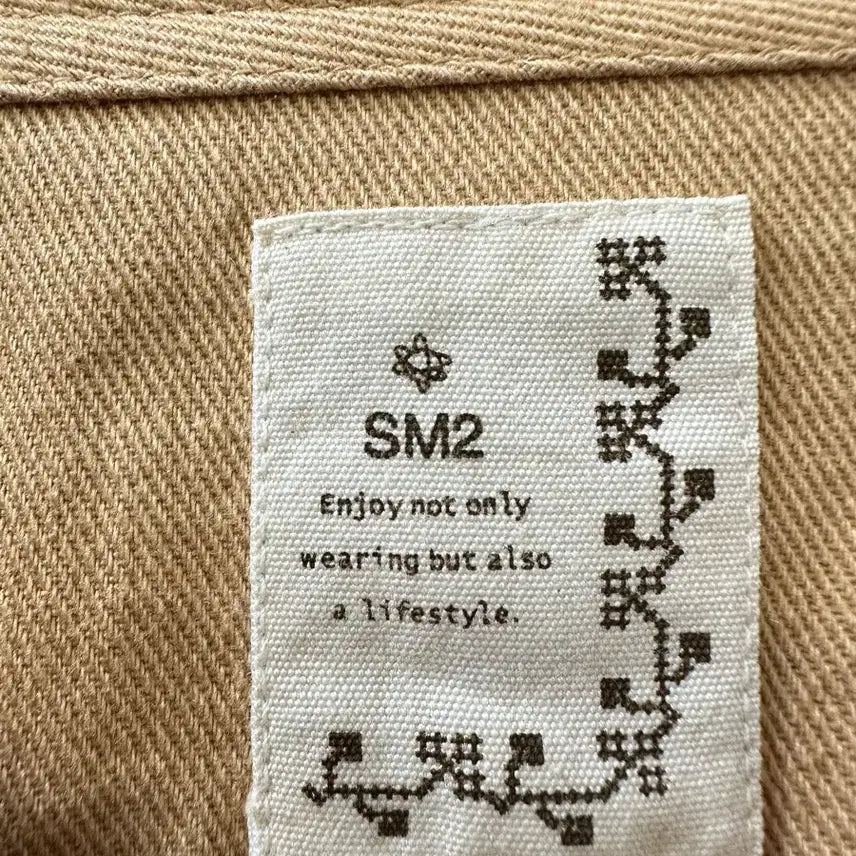 SM2
Enjoy not only
wearing but also
a lifestyle.